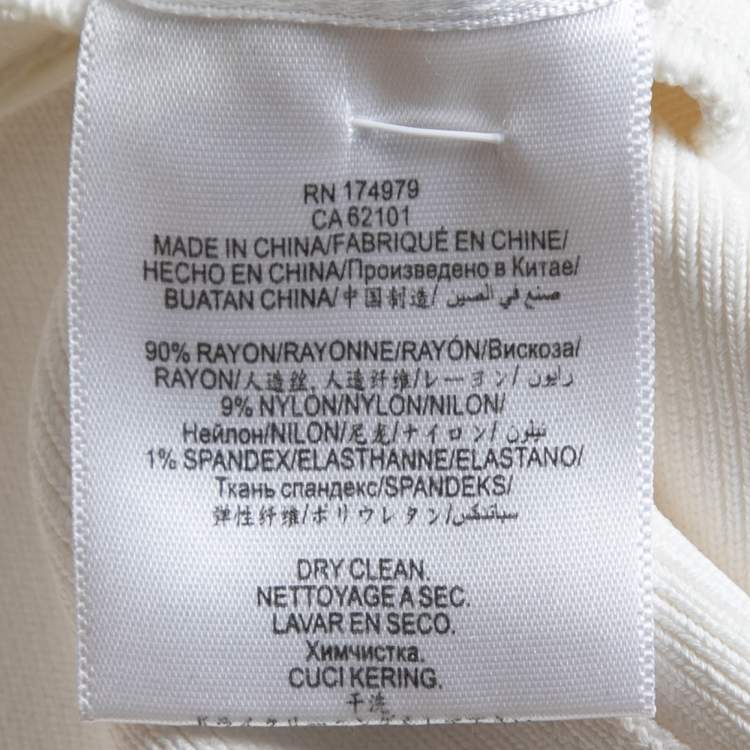 RN 174979
CA 62101
MADE IN CHINA/FABRIQUÉ EN CHINE/
HECHO EN CHINA/Произведено в Китае/
BUATAN CHINA/中国制造/ صنع في الصين
90% RAYON/RAYONNE/RAYÓN/Вискоза/
RAYON/人造丝, 人造纤维/レーヨン/ رايون
9% NYLON/NYLON/NILON/
Нейлон/NILON/尼龙/ナイロン/ نيلون
1% SPANDEX/ELASTHANNE/ELASTANO/
Ткань спандекс/SPANDEKS/
弹性纤维/ポリウレタン/سباندكس
DRY CLEAN.
NETTOYAGE A SEC.
LAVAR EN SECO.
Химчистка.
CUCI KERING.
干洗